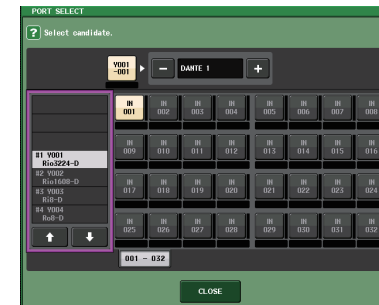 PORT SELECT
? Select candidate.
Y001
-001
DANTE 1
IN 001 IN 002 IN 003 IN 004 IN 005 IN 006 IN 007 IN 008
IN 009 IN 010 IN 011 IN 012 IN 013 IN 014 IN 015 IN 016
#1 Y001
Rio3224-D
#2 Y002
Rio1608-D
IN 017 IN 018 IN 019 IN 020 IN 021 IN 022 IN 023 IN 024
#3 Y003
Ri8-D
#4 Y004
Ro8-D
IN 025 IN 026 IN 027 IN 028 IN 029 IN 030 IN 031 IN 032
001 - 032
CLOSE